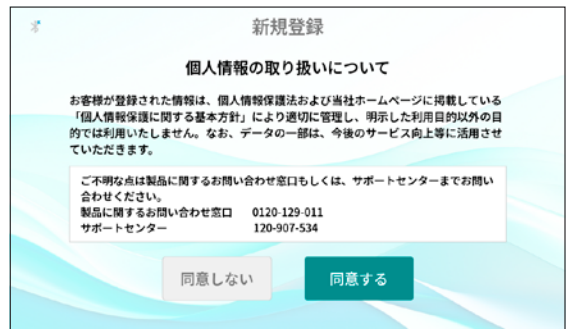 新規登録
個人情報の取り扱いについて
お客様が登録された情報は、個人情報保護法および当社ホームページに掲載している
「個人情報保護に関する基本方針」により適切に管理し、明示した利用目的以外の目
的では利用いたしません。なお、データの一部は、今後のサービス向上等に活用させ
ていただきます。
ご不明な点は製品に関するお問い合わせ窓口もしくは、サポートセンターまでお問い
合わせください。
製品に関するお問い合わせ窓口 0120-129-011
サポートセンター 120-907-534
同意しない 同意する